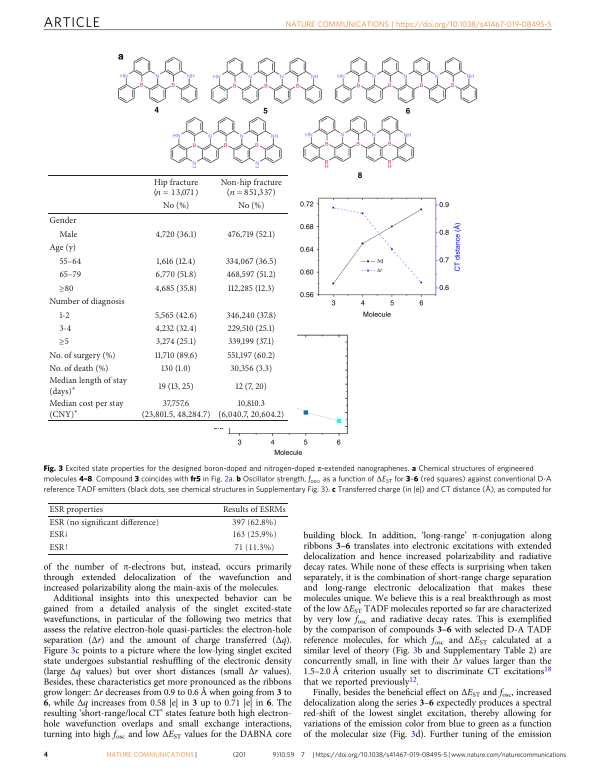 ARTICLE
NATURE COMMUNICATIONS | https://doi.org/10.1038/s41467-019-08495-5
a
HN N N NH
B B B
4
5
6
8
Hip fracture Non-hip fracture
(n = 13,071) (n = 851,337)
No (%) No (%)
Gender
Male 4,720 (36.1) 476,719 (52.1)
Age (y)
55–64 1,616 (12.4) 334,067 (36.5)
65–79 6,770 (51.8) 468,597 (51.2)
≥80 4,685 (35.8) 112,285 (12.3)
Number of diagnosis
1-2 5,565 (42.6) 346,240 (37.8)
3-4 4,232 (32.4) 229,510 (25.1)
≥5 3,274 (25.1) 339,199 (37.1)
No. of surgery (%) 11,710 (89.6) 551,197 (60.2)
No. of death (%) 130 (1.0) 30,356 (3.3)
Median length of stay
(days)* 19 (13, 25) 12 (7, 20)
Median cost per stay 37,757.6 10,810.3
(CNY)* (23,801.5, 48,284.7) (6,040.7, 20,604.2)
0.72
0.68
0.64
0.60
0.56
3 4 5 6
Molecule
Δq
Δr
0.9
0.8
0.7
0.6
CT distance (Å)
3 4 5 6
Molecule
Fig. 3 Excited state properties for the designed boron-doped and nitrogen-doped π-extended nanographenes. a Chemical structures of engineered
molecules 4–8. Compound 3 coincides with fr5 in Fig. 2a. b Oscillator strength, fosc, as a function of ΔEST for 3–6 (red squares) against conventional D-A
reference TADF emitters (black dots, see chemical structures in Supplementary Fig. 3). c Transferred charge (in |e|) and CT distance (Å), as computed for
ESR properties Results of ESRMs
ESR (no significant difference) 397 (62.8%)
ESR↓ 163 (25.9%)
ESR↑ 71 (11.3%)
of the number of π-electrons but, instead, occurs primarily
through extended delocalization of the wavefunction and
increased polarizability along the main-axis of the molecules.
Additional insights into this unexpected behavior can be
gained from a detailed analysis of the singlet excited-state
wavefunctions, in particular of the following two metrics that
assess the relative electron-hole quasi-particles: the electron-hole
separation (Δr) and the amount of charge transferred (Δq).
Figure 3c points to a picture where the low-lying singlet excited
state undergoes substantial reshuffling of the electronic density
(large Δq values) but over short distances (small Δr values).
Besides, these characteristics get more pronounced as the ribbons
grow longer: Δr decreases from 0.9 to 0.6 Å when going from 3 to
6, while Δq increases from 0.58 |e| in 3 up to 0.71 |e| in 6. The
resulting 'short-range/local CT' states feature both high electron-
hole wavefunction overlaps and small exchange interactions,
turning into high fosc and low ΔEST values for the DABNA core
building block. In addition, 'long-range' π-conjugation along
ribbons 3–6 translates into electronic excitations with extended
delocalization and hence increased polarizability and radiative
decay rates. While none of these effects is surprising when taken
separately, it is the combination of short-range charge separation
and long-range electronic delocalization that makes these
molecules unique. We believe this is a real breakthrough as most
of the low ΔEST TADF molecules reported so far are characterized
by very low fosc and radiative decay rates. This is exemplified
by the comparison of compounds 3–6 with selected D-A TADF
reference molecules, for which fosc and ΔEST calculated at a
similar level of theory (Fig. 3b and Supplementary Table 2) are
concurrently small, in line with their Δr values larger than the
1.5–2.0 Å criterion usually set to discriminate CT excitations18
that we reported previously12.
Finally, besides the beneficial effect on ΔEST and fosc, increased
delocalization along the series 3–6 expectedly produces a spectral
red-shift of the lowest singlet excitation, thereby allowing for
variations of the emission color from blue to green as a function
of the molecular size (Fig. 3d). Further tuning of the emission
4 NATURE COMMUNICATIONS| (201 9)10:59 7 |https://doi.org/10.1038/s41467-019-08495-5|www.nature.com/naturecommunications